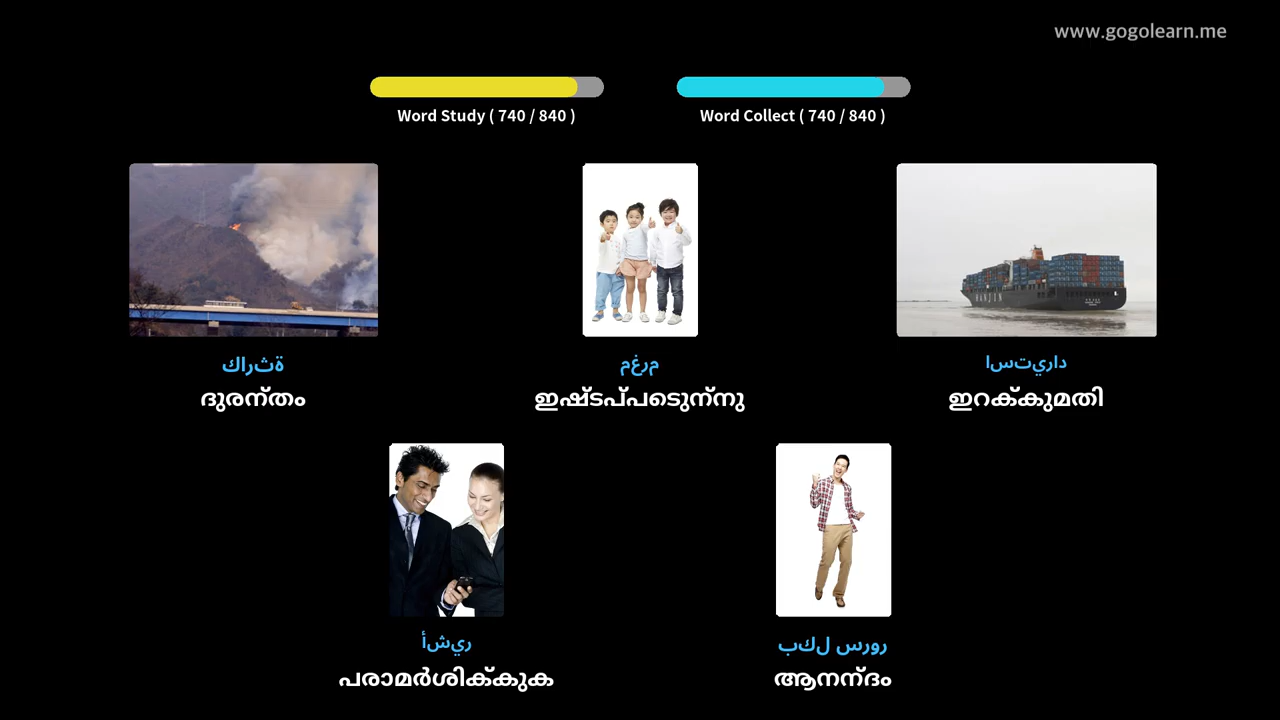 www.gogolearn.me
Word Study ( 740 / 840 )
Word Collect ( 740 / 840 )
HANJIN
كارثة
ദുരന്തം
مغرم
ഇഷ്ടപ്പെടുന്നു
استيراد
ഇറക്കുമതി
أشير
പരാമർശിക്കുക
بكل سرور
ആനന്ദം